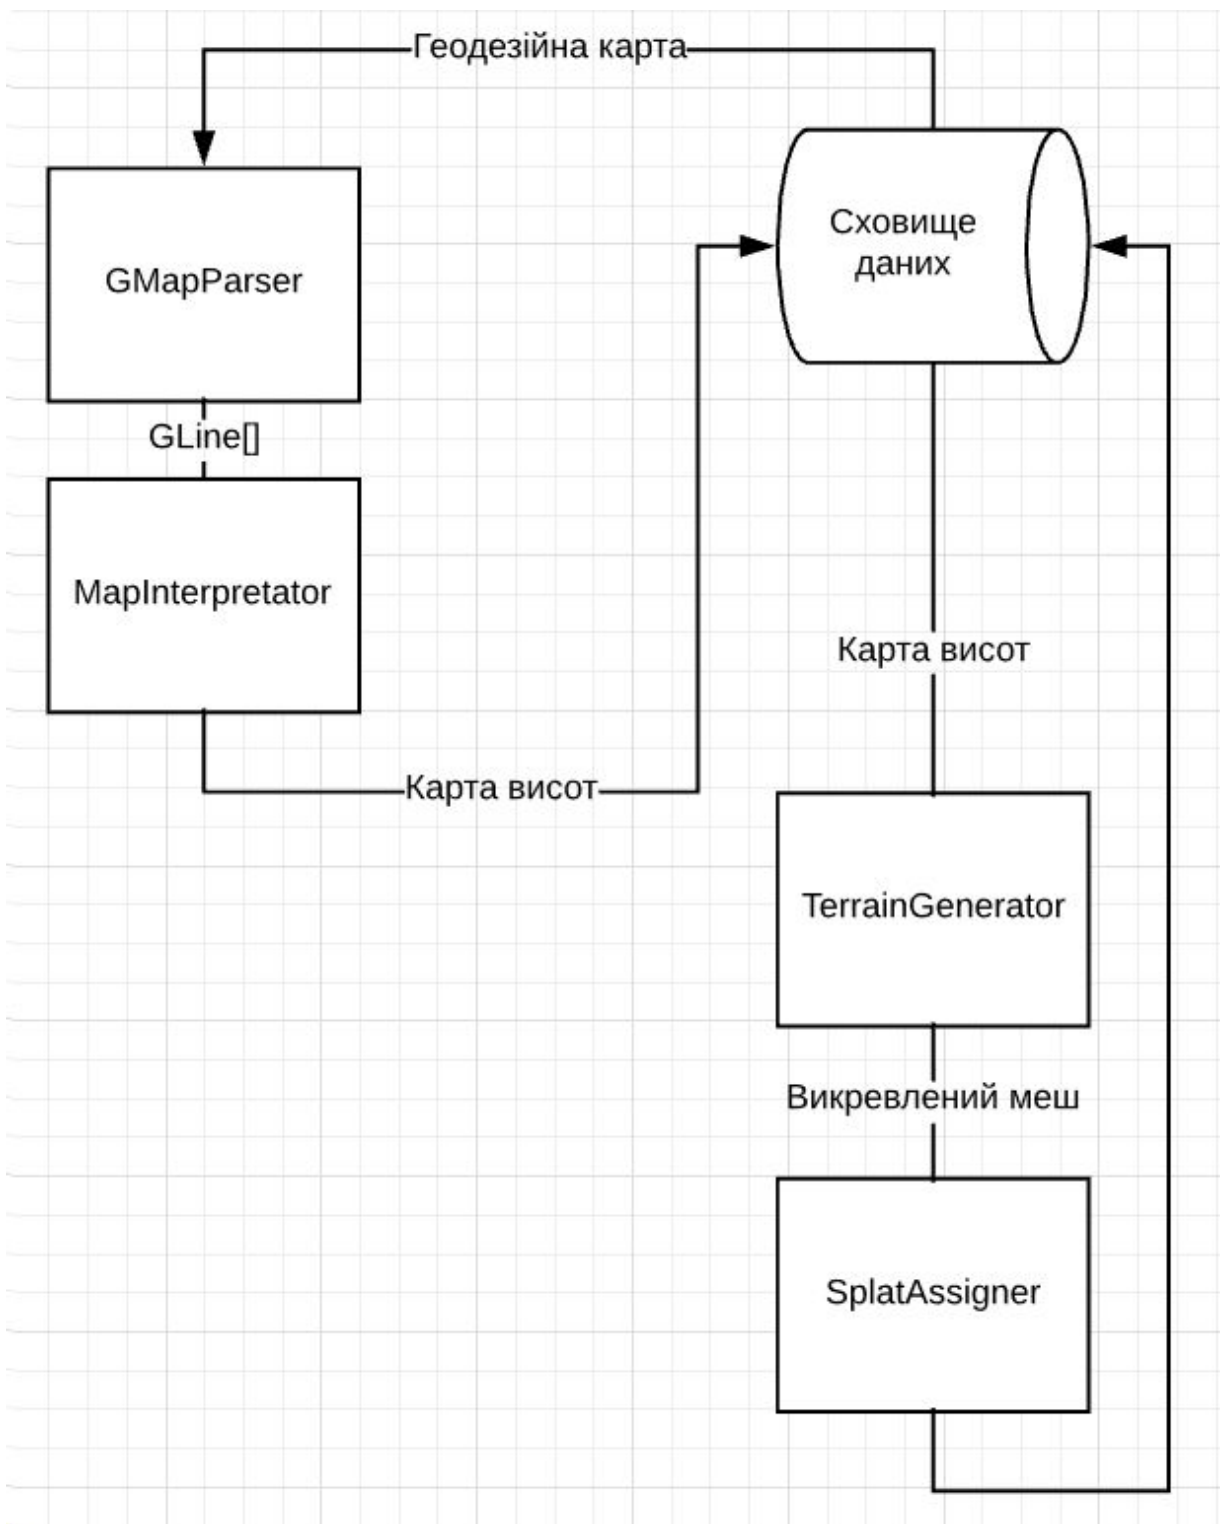 Геодезійна карта
Сховище
даних
GMapParser
GLine[]
MapInterpretator
Карта висот
Карта висот
TerrainGenerator
Викревлений меш
SplatAssigner